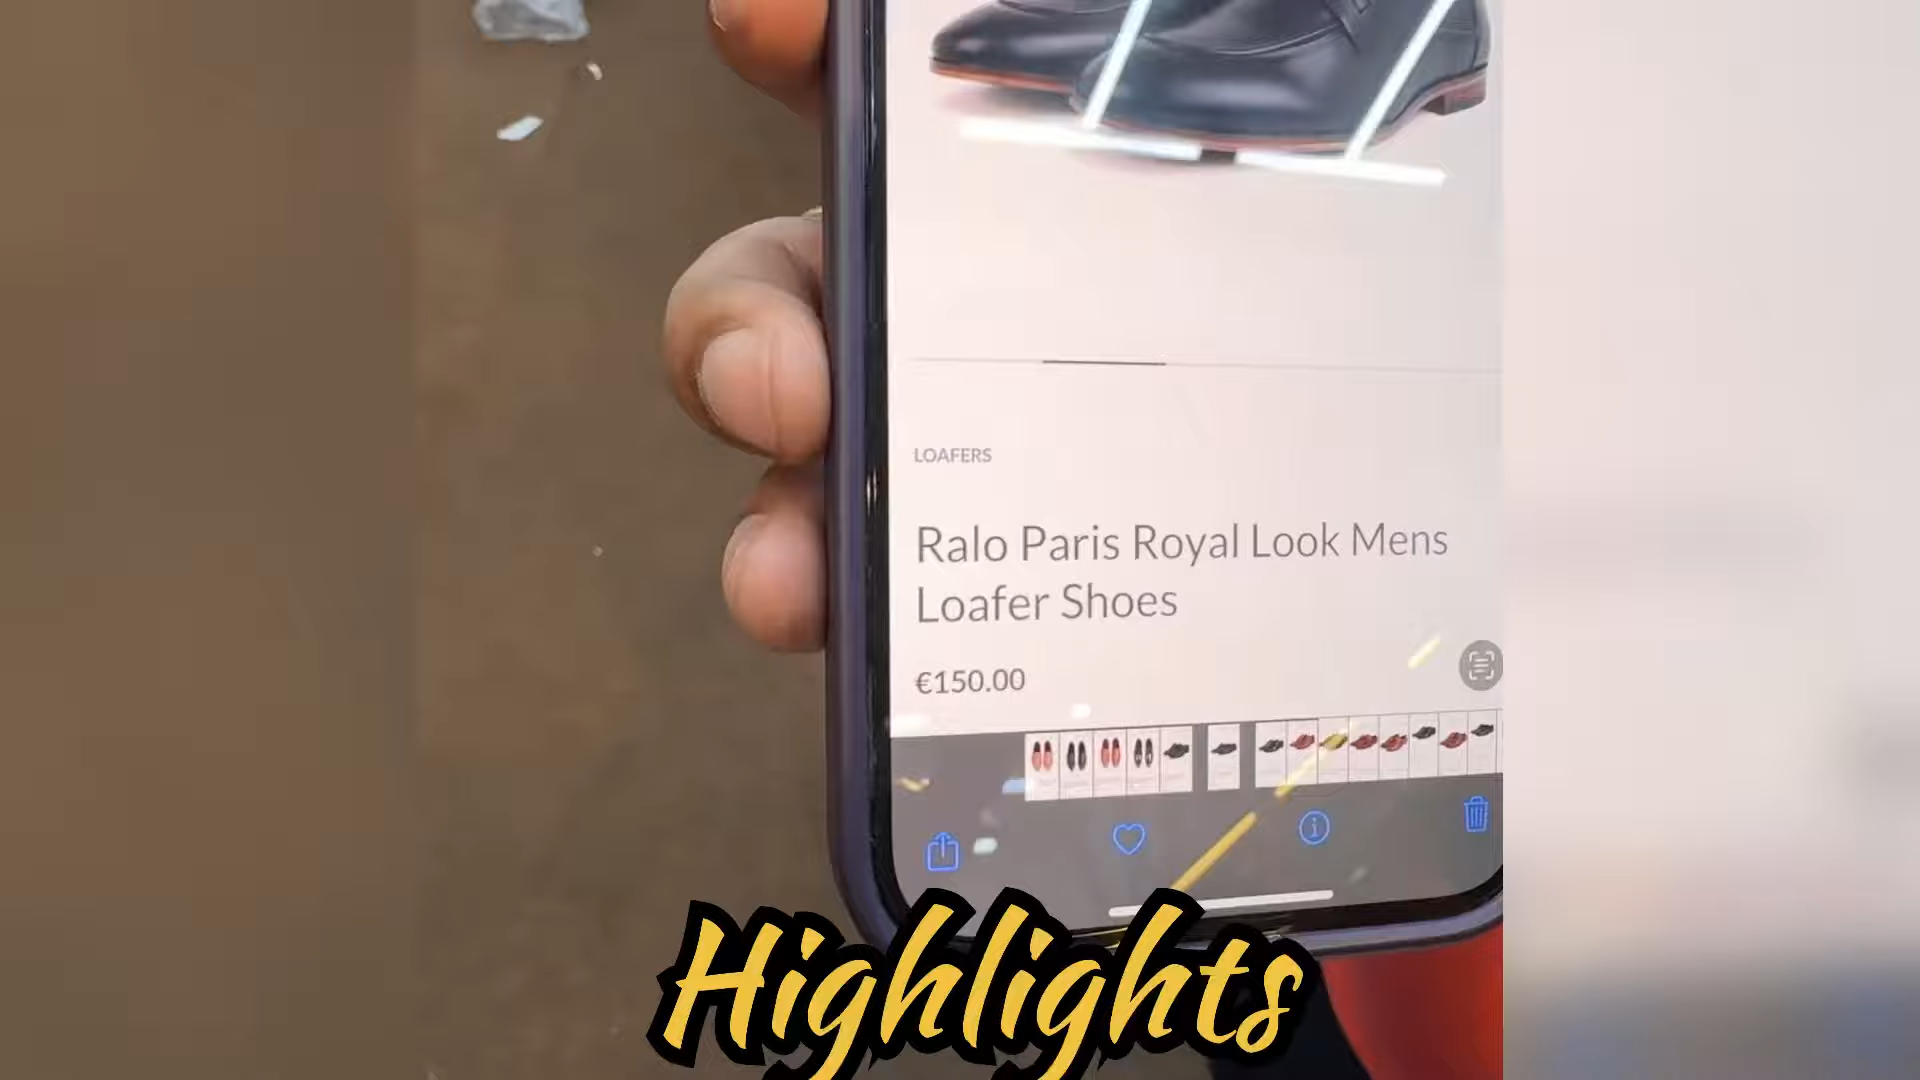 LOAFERS
Ralo Paris Royal Look Mens
Loafer Shoes
€150.00
Highlights